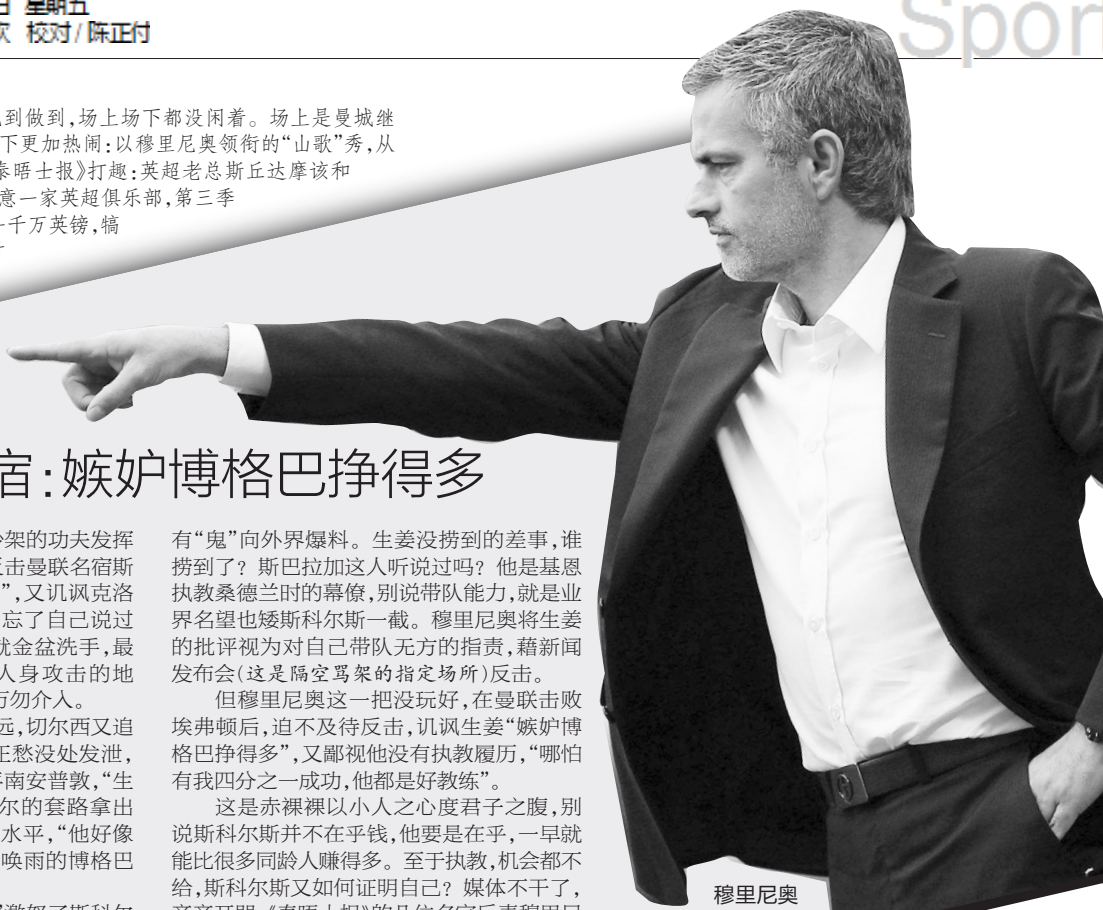 日 星期五
欠 校对/陈正付
Spor
到做到,场上场下都没闲着。场上是曼城继
下更加热闹:以穆里尼奥领衔的“山歌”秀,从
泰晤士报》打趣:英超老总斯丘达摩该和
意一家英超俱乐部,第三季
千万英镑,犒
宿:嫉妒博格巴挣得多
架的功夫发挥
反击曼联名宿斯
”,又讥讽克洛
忘了自己说过
就金盆洗手,最
人身攻击的地
万勿介入。
远,切尔西又追
正愁没处发泄,
平南安普敦,“生
尔的套路拿出
水平,“他好像
唤雨的博格巴
激怒了斯科尔
有“鬼”向外界爆料。生姜没捞到的差事,谁
捞到了?斯巴拉加这人听说过吗?他是基恩
执教桑德兰时的幕僚,别说带队能力,就是业
界名望也矮斯科尔斯一截。穆里尼奥将生姜
的批评视为对自己带队无方的指责,藉新闻
发布会(这是隔空骂架的指定场所)反击。
但穆里尼奥这一把没玩好,在曼联击败
埃弗顿后,迫不及待反击,讥讽生姜“嫉妒博
格巴挣得多”,又鄙视他没有执教履历,“哪怕
有我四分之一成功,他都是好教练”。
这是赤裸裸以小人之心度君子之腹,别
说斯科尔斯并不在乎钱,他要是在乎,一早就
能比很多同龄人赚得多。至于执教,机会都不
给,斯科尔斯又如何证明自己?媒体不干了,
穆里尼奥